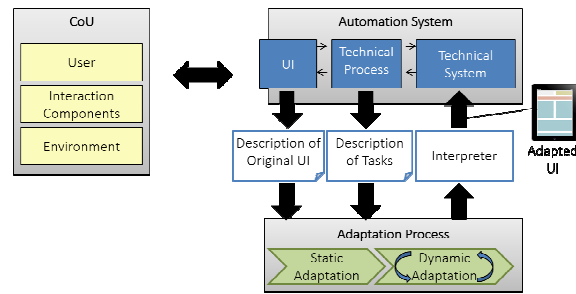 CoU
User
Interaction
Components
Environment
Automation System
UI
Technical
Process
Technical
System
Description of
Original UI
Description
of Tasks
Interpreter
Adapted
UI
Adaptation Process
Static
Adaptation
Dynamic
Adaptation